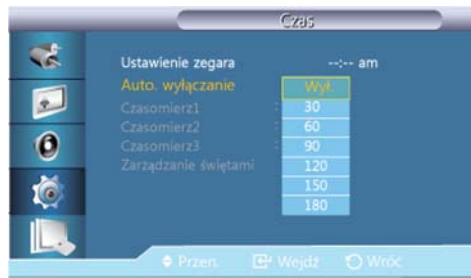 Czas
Ustawienie zegara --:-- am
Auto. wyłączanie Wył.
Czasomierz1 : 30
Czasomierz2 : 60
Czasomierz3 : 90
Zarządzanie świętami 120
150
180
Przen. Wejdź Wróc